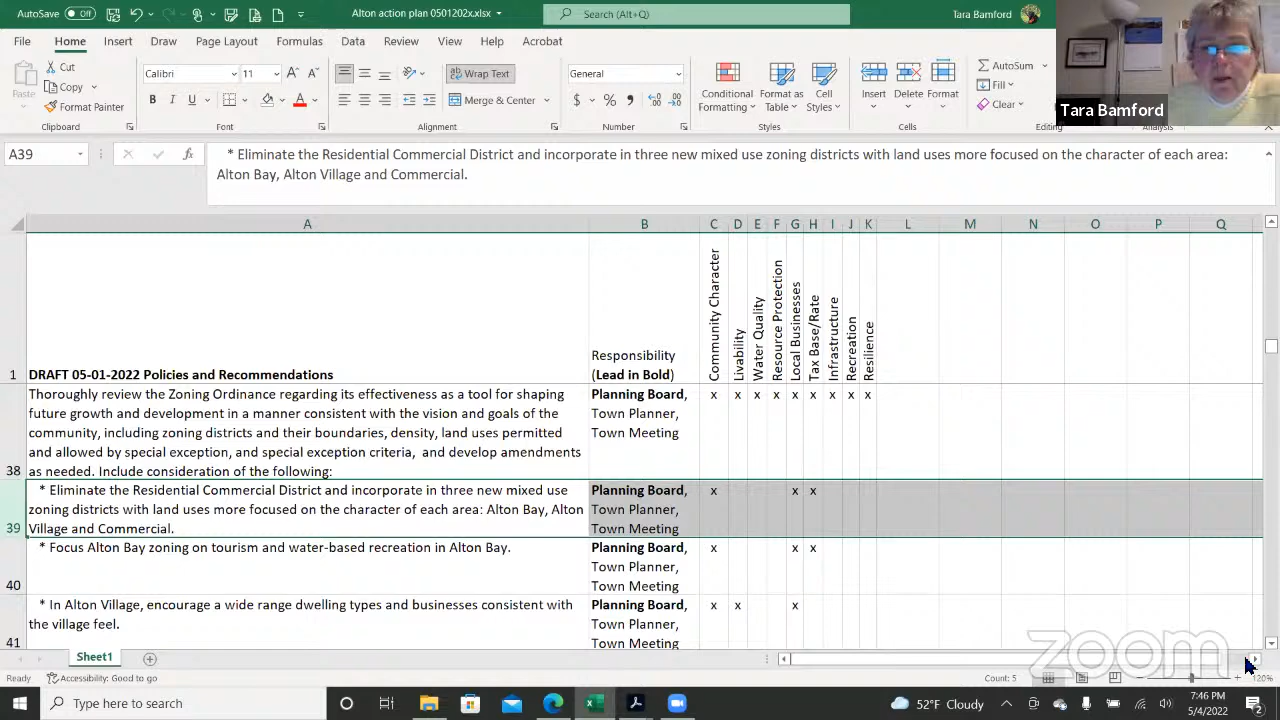 AutoSave Off
Alton action plan 0501202x.xlsx
Search (Alt+Q)
Tara Bamford
File Home Insert Draw Page Layout Formulas Data Review View Help Acrobat
Paste
Cut
Copy
Format Painter
Clipboard
Calibri 11
B I U
Font
Wrap Text
Merge & Center
Alignment
General
$ % ,
Number
Conditional Formatting
Format as Table
Cell Styles
Styles
Insert Delete Format
Cells
AutoSum
Fill
Clear
Editing
Analysis
Tara Bamford
A39
fx
* Eliminate the Residential Commercial District and incorporate in three new mixed use zoning districts with land uses more focused on the character of each area:
Alton Bay, Alton Village and Commercial.
A B C D E F G H I J K L M N O P Q
1
DRAFT 05-01-2022 Policies and Recommendations
Responsibility
(Lead in Bold)
Community Character
Livability
Water Quality
Resource Protection
Local Businesses
Tax Base/Rate
Infrastructure
Recreation
Resilience
38
Thoroughly review the Zoning Ordinance regarding its effectiveness as a tool for shaping
future growth and development in a manner consistent with the vision and goals of the
community, including zoning districts and their boundaries, density, land uses permitted
and allowed by special exception, and special exception criteria, and develop amendments
as needed. Include consideration of the following:
Planning Board,
Town Planner,
Town Meeting
x x x x x x x x x
39
* Eliminate the Residential Commercial District and incorporate in three new mixed use
zoning districts with land uses more focused on the character of each area: Alton Bay, Alton
Village and Commercial.
Planning Board,
Town Planner,
Town Meeting
x x x
40
* Focus Alton Bay zoning on tourism and water-based recreation in Alton Bay.
Planning Board,
Town Planner,
Town Meeting
x x x
41
* In Alton Village, encourage a wide range dwelling types and businesses consistent with
the village feel.
Planning Board,
Town Planner,
Town Meeting
x x x
zoom
Sheet1
Ready
Accessibility: Good to go
Count: 5
120%
Type here to search
52°F Cloudy
7:46 PM
5/4/2022
2